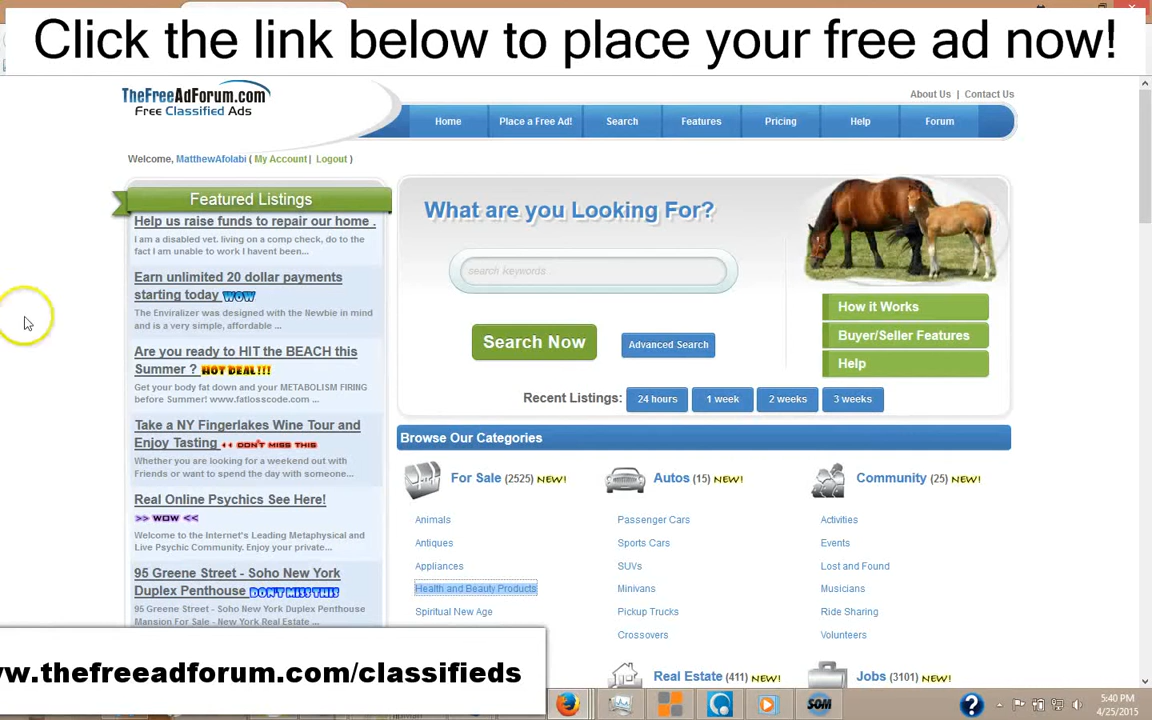 Click the link below to place your free ad now!
TheFreeAdForum.com
Free Classified Ads
About Us | Contact Us
Home Place a Free Ad! Search Features Pricing Help Forum
Welcome, MatthewAfolabi ( My Account | Logout )
Featured Listings
Help us raise funds to repair our home .
I am a disabled vet. living on a comp check, do to the
fact I am unable to work I havent been...
Earn unlimited 20 dollar payments
starting today WOW
The Enviralizer was designed with the Newbie in mind
and is a very simple, affordable ...
Are you ready to HIT the BEACH this
Summer ? HOT DEAL!!!
Get your body fat down and your METABOLISM FIRING
before Summer! www.fatlosscode.com ...
Take a NY Fingerlakes Wine Tour and
Enjoy Tasting DON'T MISS THIS
Whether you are looking for a weekend out with
Friends or want to spend the day with someone...
Real Online Psychics See Here!
>> WOW <<
Welcome to the Internet's Leading Metaphysical and
Live Psychic Community. Enjoy your private...
95 Greene Street - Soho New York
Duplex Penthouse DON'T MISS THIS
95 Greene Street - Soho New York Duplex Penthouse
Mansion For Sale - New York Real Estate ...
What are you Looking For?
search keywords...
Search Now
Advanced Search
How it Works
Buyer/Seller Features
Help
Recent Listings: 24 hours 1 week 2 weeks 3 weeks
Browse Our Categories
For Sale (2525) NEW!
Animals
Antiques
Appliances
Health and Beauty Products
Spiritual New Age
Autos (15) NEW!
Passenger Cars
Sports Cars
SUVs
Minivans
Pickup Trucks
Crossovers
Community (25) NEW!
Activities
Events
Lost and Found
Musicians
Ride Sharing
Volunteers
Real Estate (411) NEW!
Jobs (3101) NEW!
w.thefreeadforum.com/classifieds
SOM
5:40 PM
4/25/2015